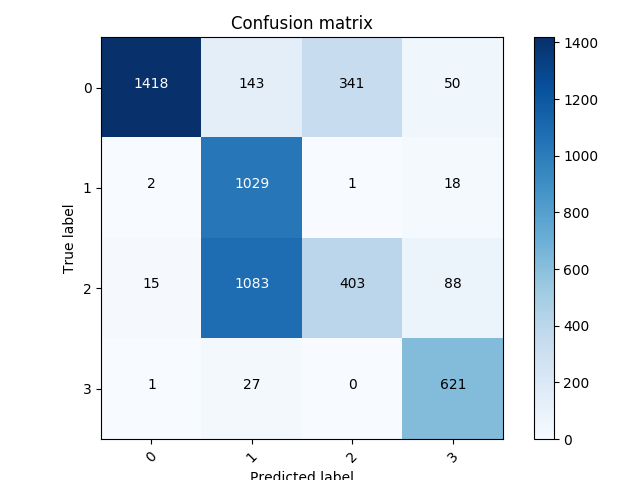 Confusion matrix
0 1418 143 341 50
1 2 1029 1 18
2 15 1083 403 88
3 1 27 0 621
0 1 2 3
True label
Predicted label
1400
1200
1000
800
600
400
200
0